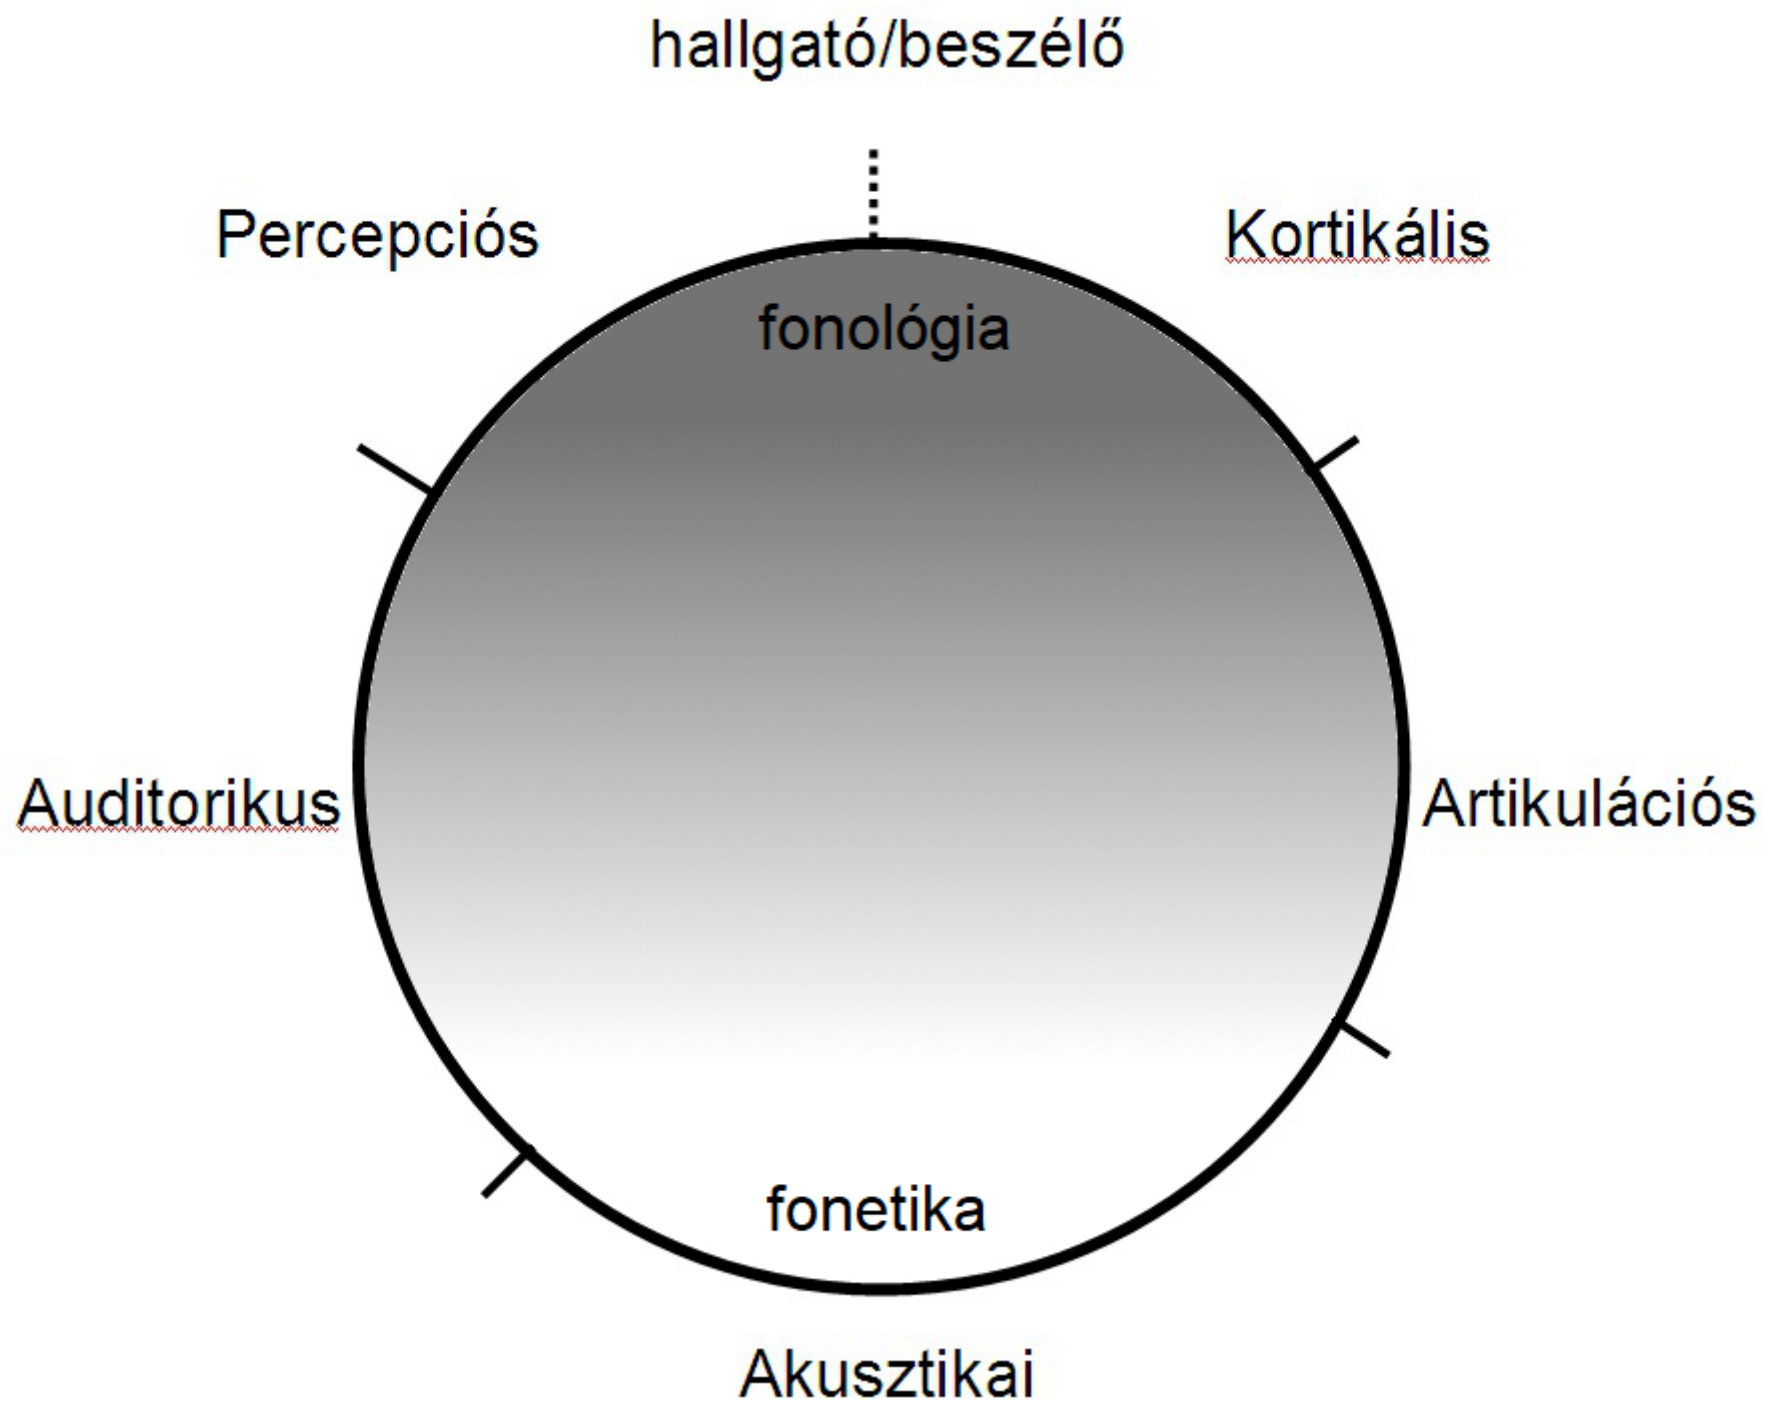 hallgató/beszélő
Percepciós
Kortikális
fonológia
Auditorikus
Artikulációs
fonetika
Akusztikai